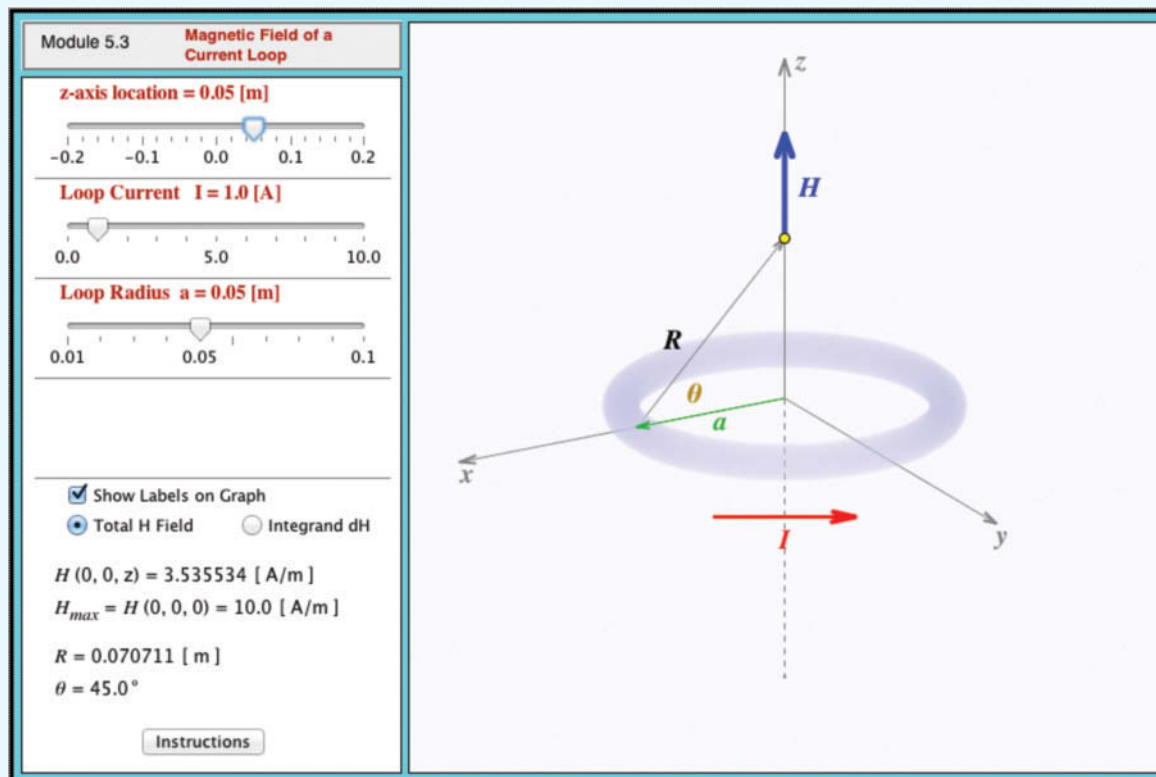 Module 5.3
Magnetic Field of a
Current Loop
z-axis location = 0.05 [m]
-0.2 -0.1 0.0 0.1 0.2
Loop Current I = 1.0 [A]
0.0 5.0 10.0
Loop Radius a = 0.05 [m]
0.01 0.05 0.1
Show Labels on Graph
Total H Field Integrand dH
H (0, 0, z) = 3.535534 [ A/m ]
Hmax = H (0, 0, 0) = 10.0 [ A/m ]
R = 0.070711 [ m ]
θ = 45.0°
Instructions
z
H
R
θ
a
x
I
y